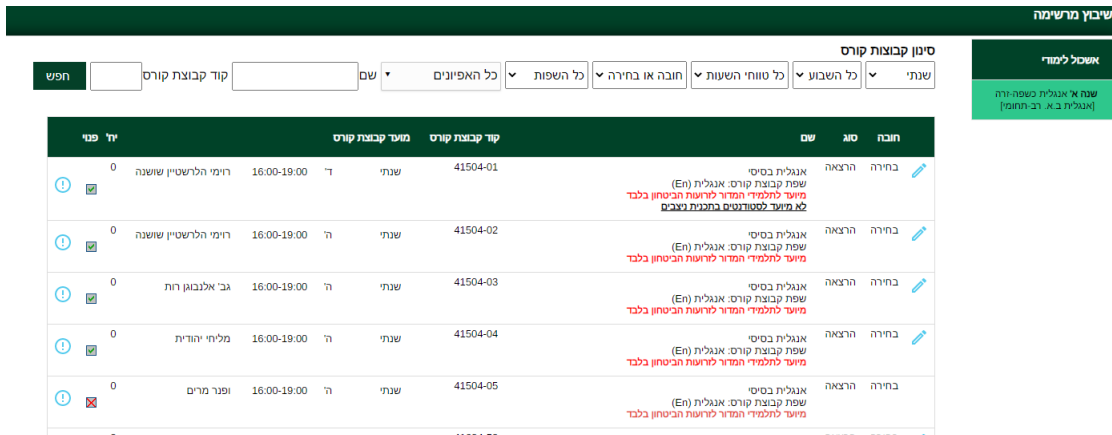 שיבוץ מרשימה
אשכול לימודי
שנה א' אנגלית כשפה-זרה
[אנגלית ב.א. רב-תחומי]
סינון קבוצות קורס
שנתי כל השבוע כל טווחי השעות חובה או בחירה כל השפות כל האפיונים שם קוד קבוצת קורס חפש
חובה סוג שם קוד קבוצת קורס מועד קבוצת קורס יח' פנוי
בחירה הרצאה אנגלית בסיסי 41504-01 שנתי ד' 16:00-19:00 רוימי הלרשטיין שושנה 0
שפת קבוצת קורס: אנגלית (En)
מיועד לתלמידי המדור לזרועות הביטחון בלבד
לא מיועד לסטודנטים בתכנית ניצבים
בחירה הרצאה אנגלית בסיסי 41504-02 שנתי ה' 16:00-19:00 רוימי הלרשטיין שושנה 0
שפת קבוצת קורס: אנגלית (En)
מיועד לתלמידי המדור לזרועות הביטחון בלבד
בחירה הרצאה אנגלית בסיסי 41504-03 שנתי ה' 16:00-19:00 גב' אלנבוגן רות 0
שפת קבוצת קורס: אנגלית (En)
מיועד לתלמידי המדור לזרועות הביטחון בלבד
בחירה הרצאה אנגלית בסיסי 41504-04 שנתי ה' 16:00-19:00 מליחי יהודית 0
שפת קבוצת קורס: אנגלית (En)
מיועד לתלמידי המדור לזרועות הביטחון בלבד
בחירה הרצאה אנגלית בסיסי 41504-05 שנתי ה' 16:00-19:00 ופנר מרים 0
שפת קבוצת קורס: אנגלית (En)
מיועד לתלמידי המדור לזרועות הביטחון בלבד